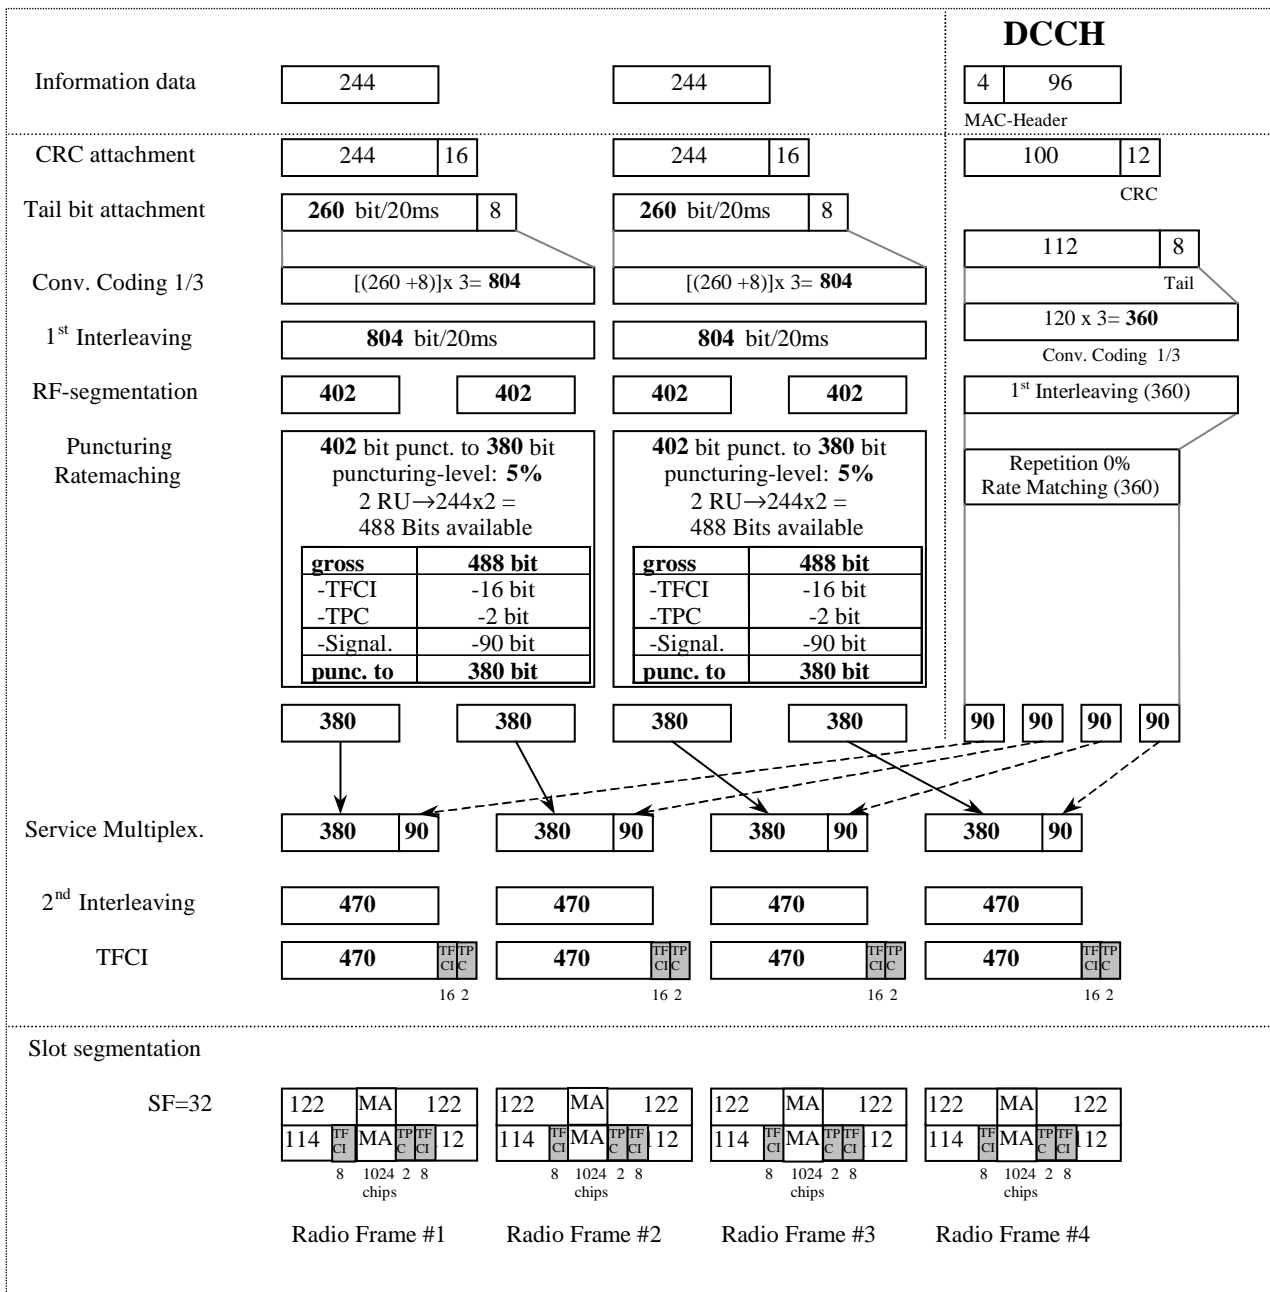 DCCH
Information data 244 244 4 96
MAC-Header
CRC attachment 244 16 244 16 100 12
CRC
Tail bit attachment 260 bit/20ms 8 260 bit/20ms 8
112 8
Tail
Conv. Coding 1/3 [(260 +8)]x 3= 804 [(260 +8)]x 3= 804
120 x 3= 360
Conv. Coding 1/3
1st Interleaving 804 bit/20ms 804 bit/20ms
RF-segmentation 402 402 402 402 1st Interleaving (360)
Puncturing
Ratemaching
402 bit punct. to 380 bit
puncturing-level: 5%
2 RU→244x2 =
488 Bits available
gross 488 bit
-TFCI -16 bit
-TPC -2 bit
-Signal. -90 bit
punc. to 380 bit
402 bit punct. to 380 bit
puncturing-level: 5%
2 RU→244x2 =
488 Bits available
gross 488 bit
-TFCI -16 bit
-TPC -2 bit
-Signal. -90 bit
punc. to 380 bit
Repetition 0%
Rate Matching (360)
380 380 380 380 90 90 90 90
Service Multiplex. 380 90 380 90 380 90 380 90
2nd Interleaving 470 470 470 470
TFCI 470 TFCI TPC 470 TFCI TPC 470 TFCI TPC 470 TFCI TPC
16 2 16 2 16 2 16 2
Slot segmentation
SF=32 122 MA 122 122 MA 122 122 MA 122 122 MA 122
114 TFCI MA TPC TFCI 112 114 TFCI MA TPC TFCI 112 114 TFCI MA TPC TFCI 112 114 TFCI MA TPC TFCI 112
8 1024 2 8 8 1024 2 8 8 1024 2 8 8 1024 2 8
chips chips chips chips
Radio Frame #1 Radio Frame #2 Radio Frame #3 Radio Frame #4